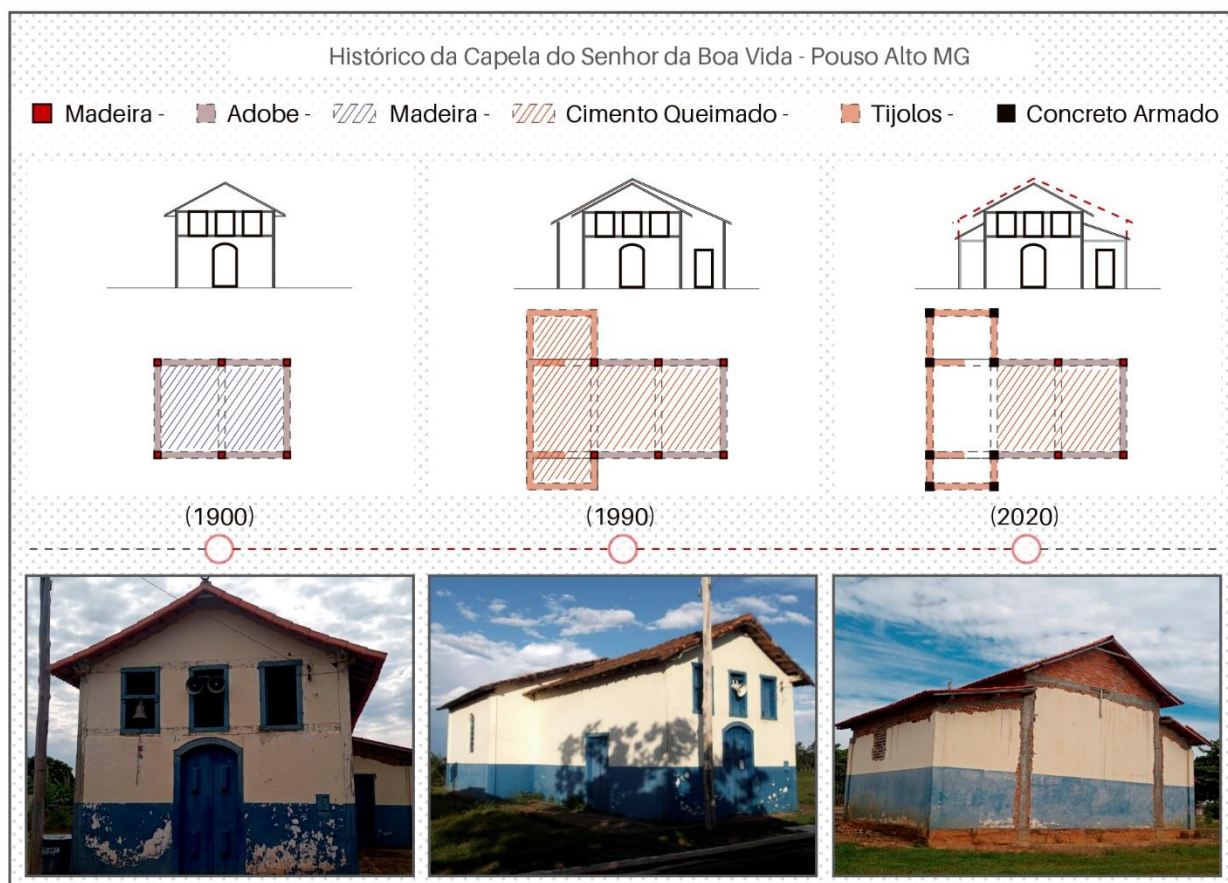 Histórico da Capela do Senhor da Boa Vida - Pouso Alto MG
Madeira - Adobe - Madeira - Cimento Queimado - Tijolos - Concreto Armado
(1900) (1990) (2020)